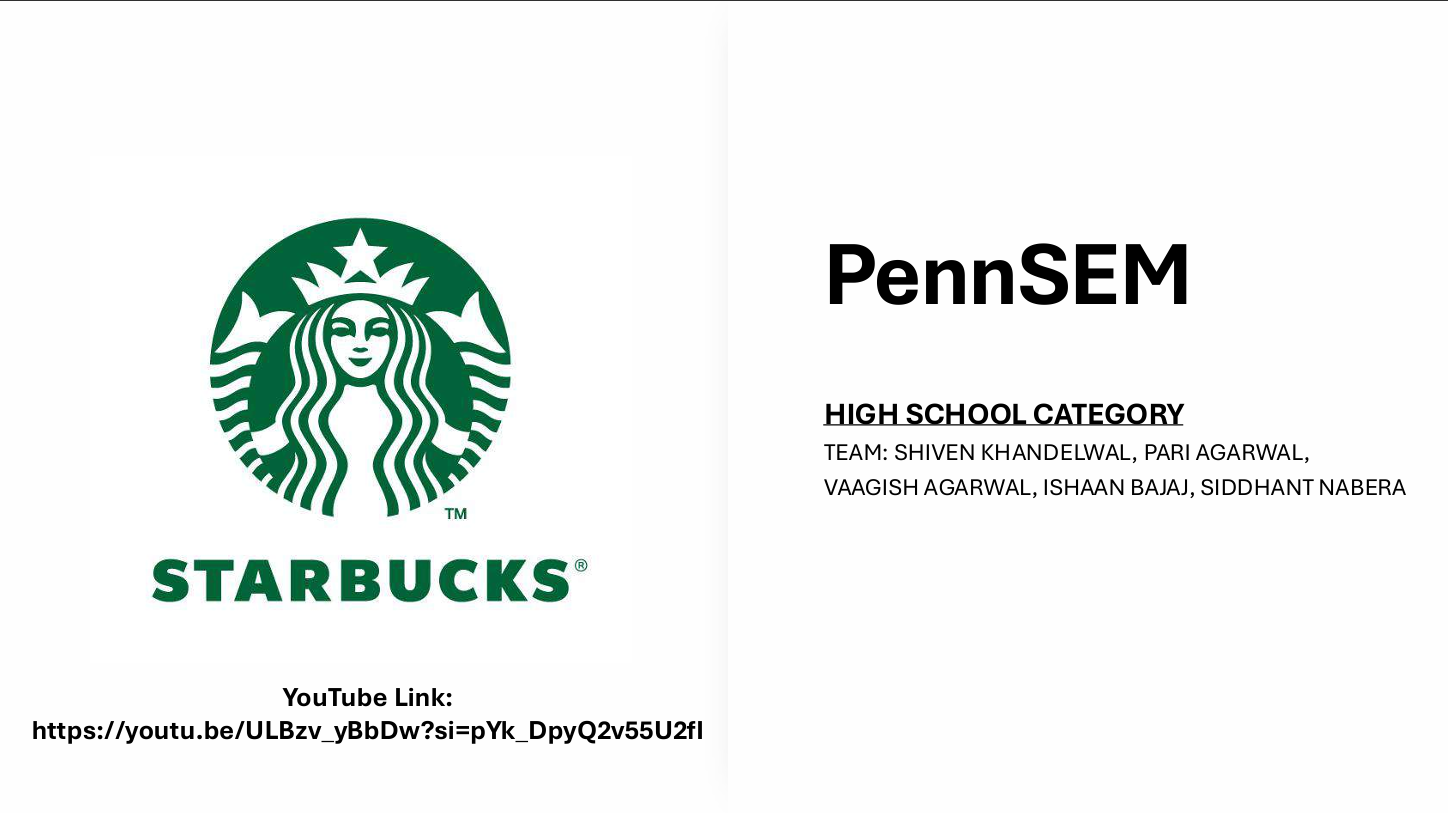 TM
STARBUCKS®
YouTube Link:
https://youtu.be/ULBzv_yBbDw?si=pYk_DpyQ2v55U2fI
PennSEM
HIGH SCHOOL CATEGORY
TEAM: SHIVEN KHANDELWAL, PARI AGARWAL,
VAAGISH AGARWAL, ISHAAN BAJAJ, SIDDHANT NABERA